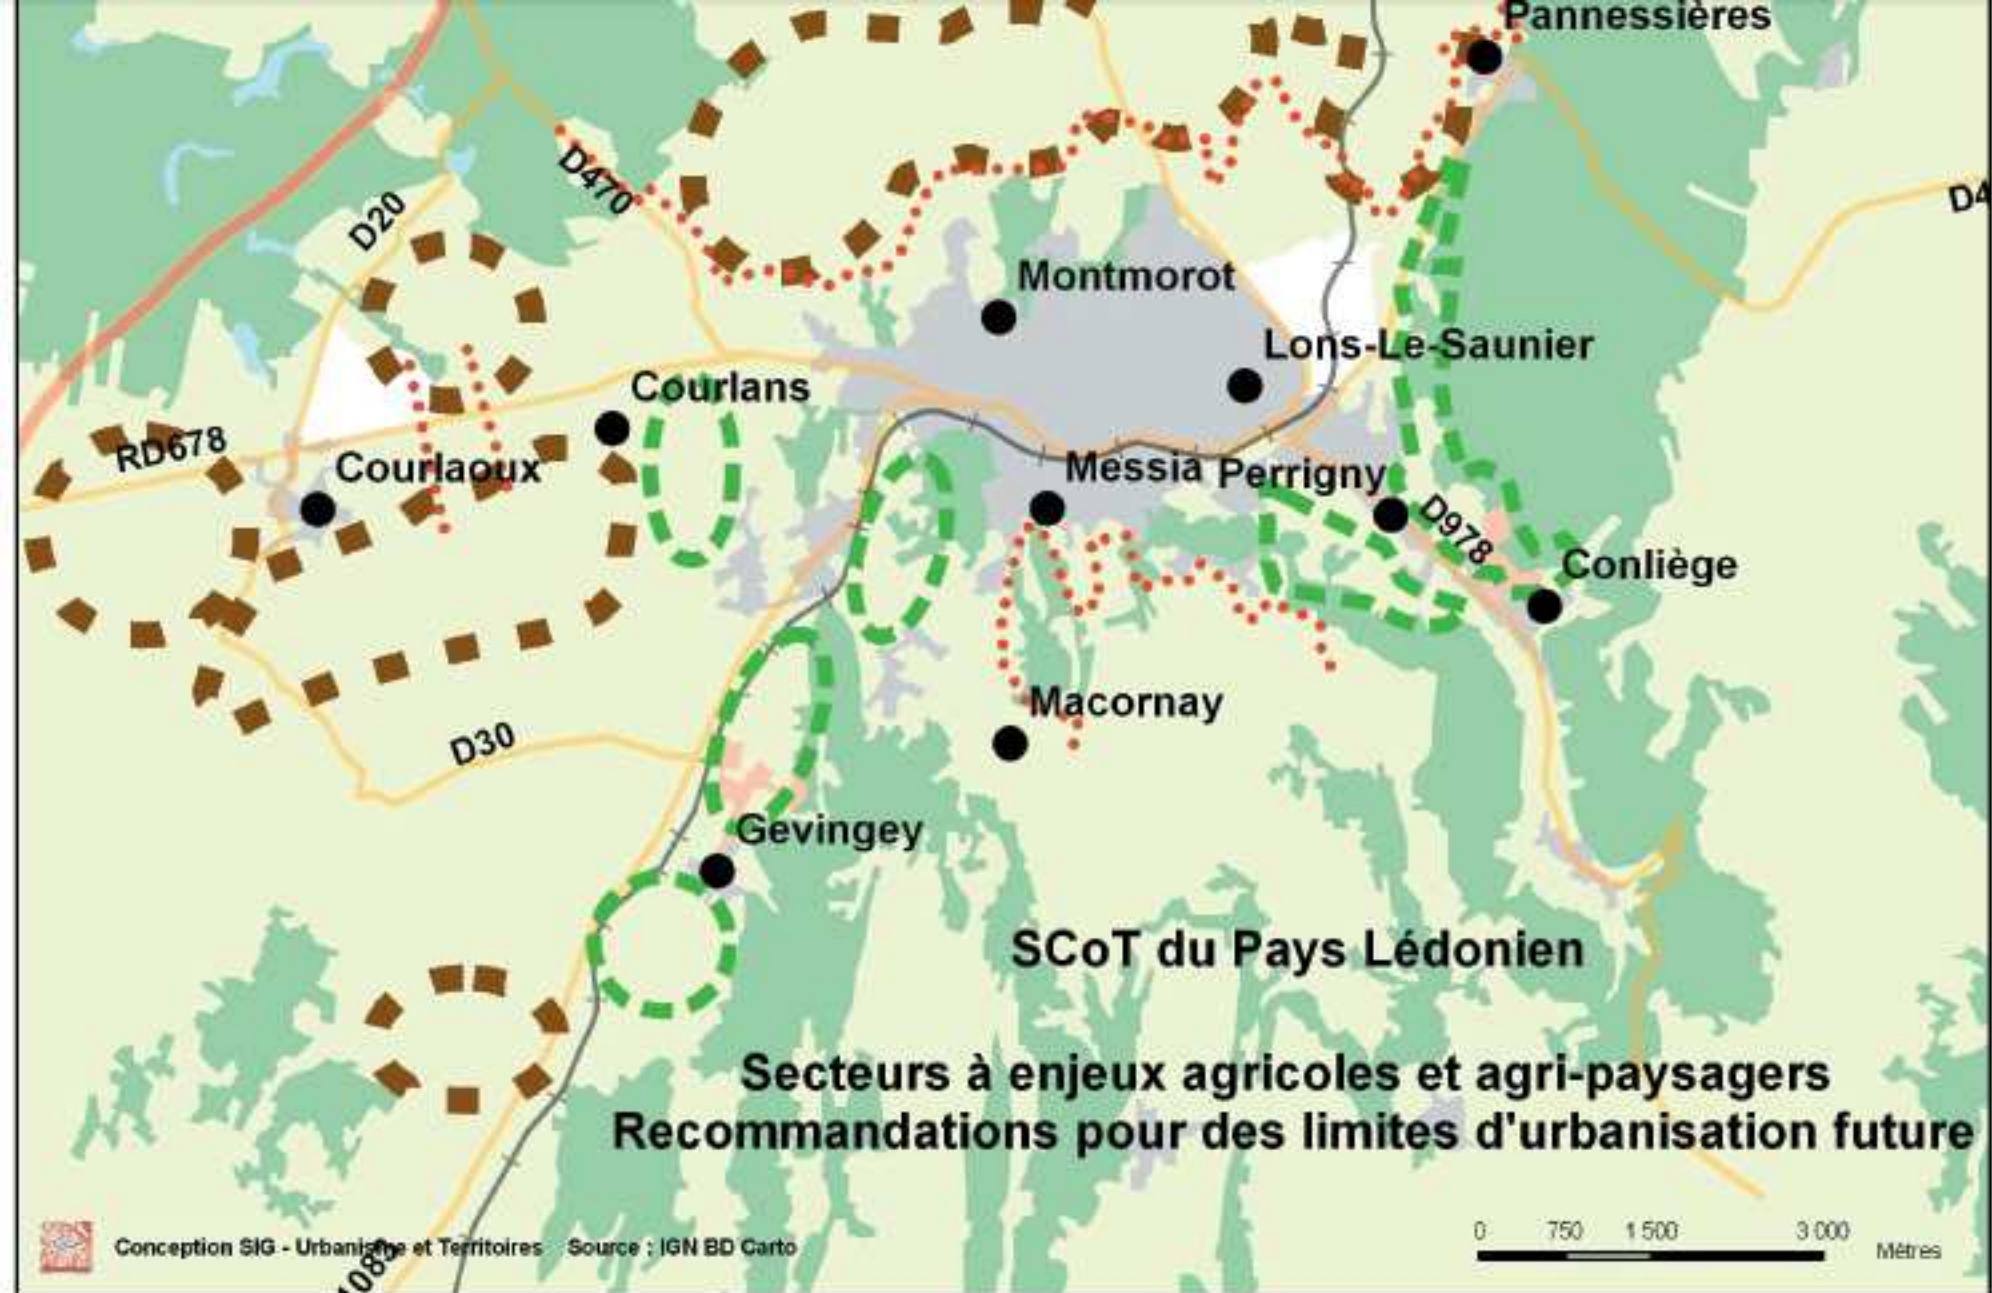 Pannessières
D470
D20
D4
Montmorot
Lons-Le-Saunier
Courlans
RD678
Courlaoux
Messia
Perrigny
D978
Conliège
Macornay
D30
Gevingey
SCoT du Pays Lédonien
Secteurs à enjeux agricoles et agri-paysagers
Recommandations pour des limites d'urbanisation future
0 750 1 500 3 000
Mètres
Conception SIG - Urbanisme et Territoires Source : IGN BD Carto
1083